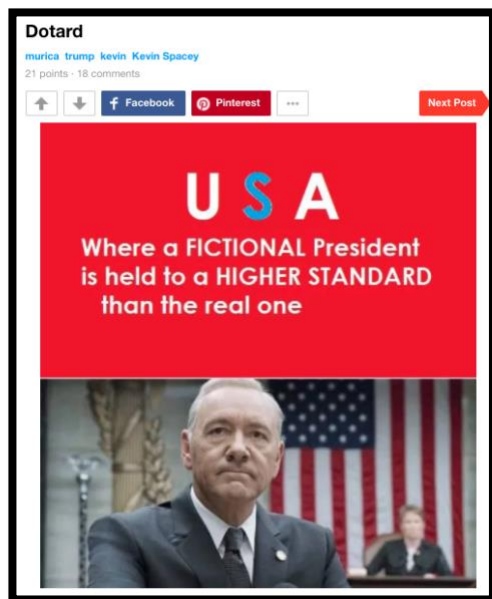 Dotard
murica trump kevin Kevin Spacey
21 points · 18 comments
Facebook Pinterest ••• Next Post
U S A
Where a FICTIONAL President
is held to a HIGHER STANDARD
than the real one